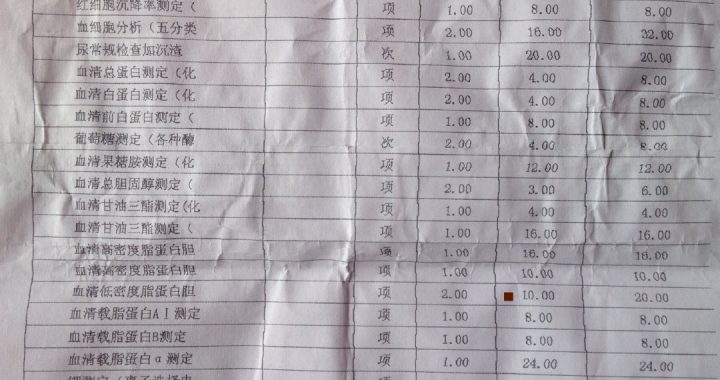 红细胞沉降率测定( 项 1.00 8.00 8.00
血细胞分析(五分类 项 2.00 16.00 32.00
尿常规检查加沉渣 次 1.00 20.00 20.00
血清总蛋白测定(化 项 2.00 4.00 8.00
血清白蛋白测定(化 项 2.00 4.00 8.00
血清前白蛋白测定( 项 1.00 8.00 8.00
葡萄糖测定(各种酶 次 2.00 4.00 8.00
血清果糖胺测定(化 项 1.00 12.00 12.00
血清总胆固醇测定( 项 2.00 3.00 6.00
血清甘油三酯测定(化 项 1.00 4.00 4.00
血清甘油三酯测定( 项 1.00 16.00 16.00
血清高密度脂蛋白胆 项 1.00 16.00 16.00
血清高密度脂蛋白胆 项 1.00 10.00 10.00
血清低密度脂蛋白胆 项 2.00 10.00 20.00
血清载脂蛋白AI测定 项 1.00 8.00 8.00
血清载脂蛋白B测定 项 1.00 8.00 8.00
血清载脂蛋白α测定 项 1.00 24.00 24.00